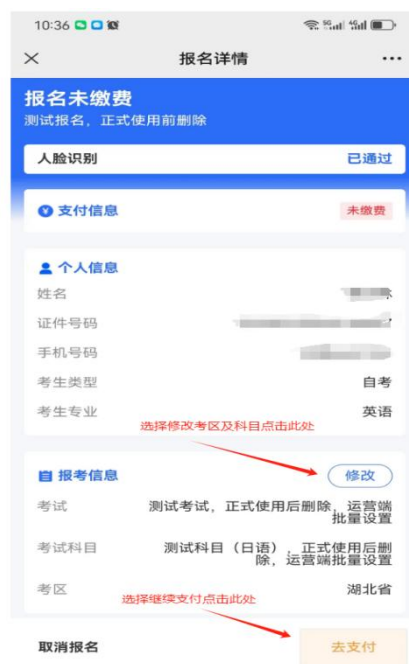 10:36
5G 4G
× 报名详情 ...
报名未缴费
测试报名，正式使用前删除
人脸识别 已通过
支付信息 未缴费
个人信息
姓名
证件号码
手机号码
考生类型 自考
考生专业 英语
选择修改考区及科目点击此处
报考信息 修改
考试 测试考试，正式使用后删除，运营端
批量设置
考试科目 测试科目（日语），正式使用后删
除，运营端批量设置
考区 湖北省
选择继续支付点击此处
取消报名 去支付